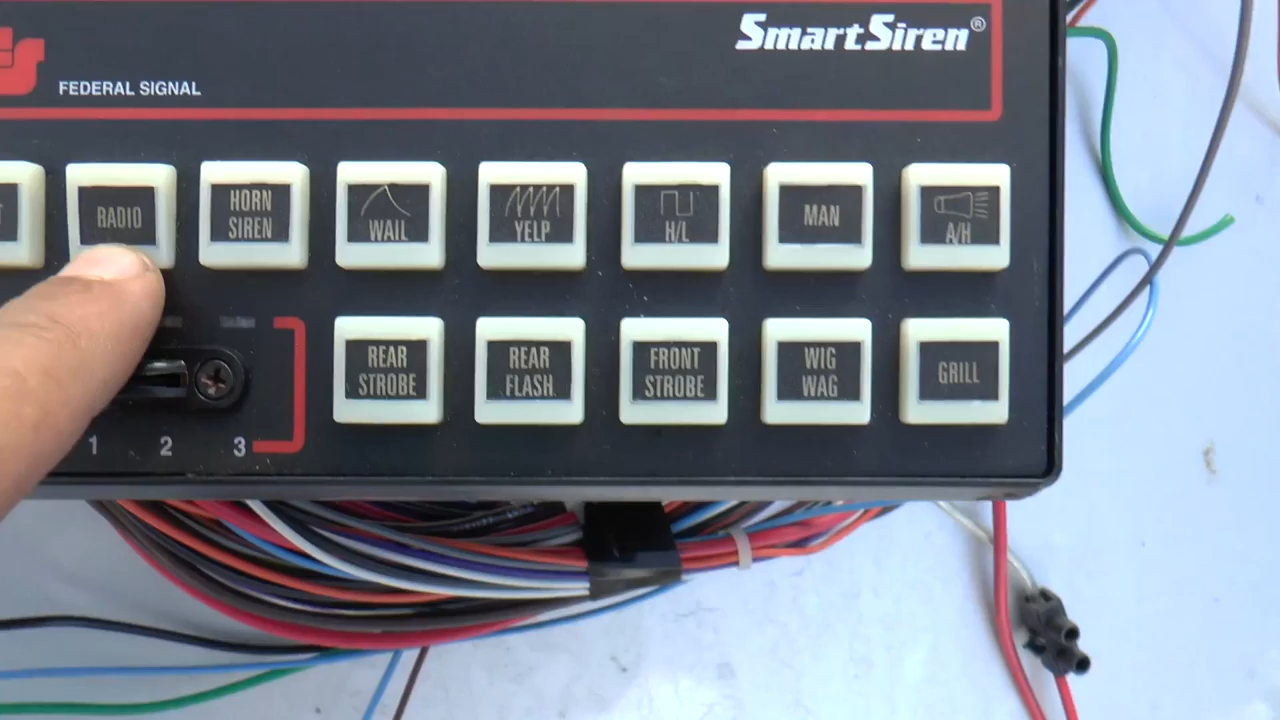 SmartSiren®
FEDERAL SIGNAL
RADIO
HORN
SIREN
WAIL
YELP
H/L
MAN
A/H
REAR
STROBE
REAR
FLASH
FRONT
STROBE
WIG
WAG
GRILL
1 2 3